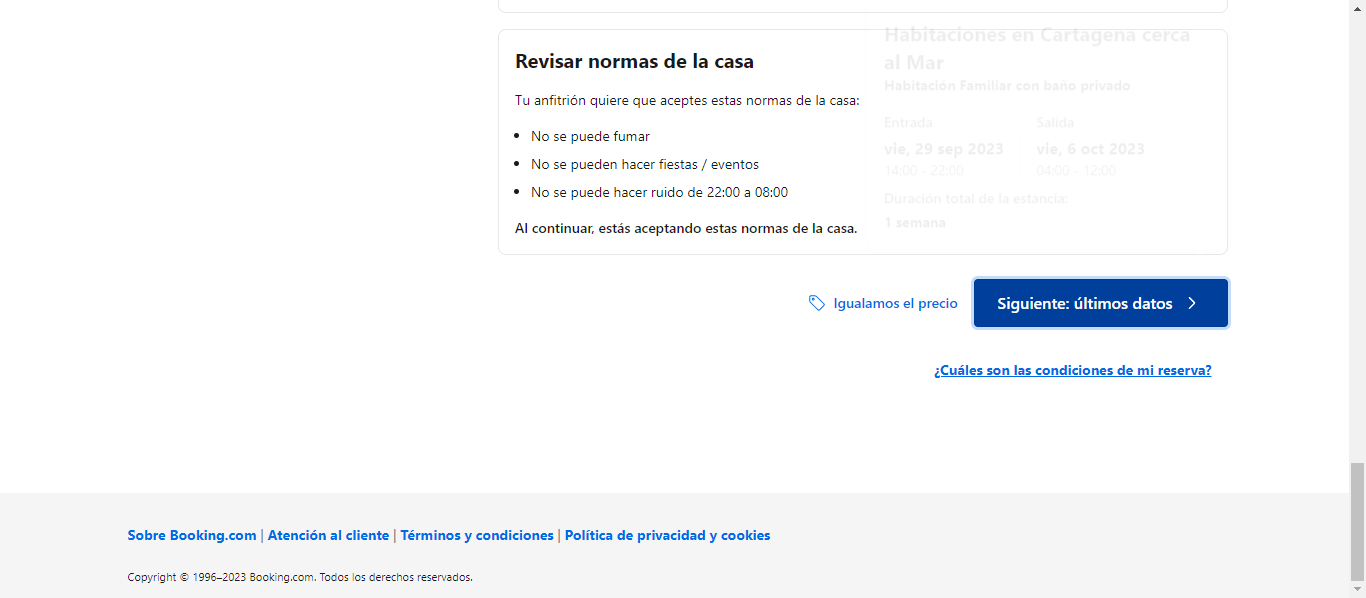 Revisar normas de la casa
Tu anfitrión quiere que aceptes estas normas de la casa:
No se puede fumar
No se pueden hacer fiestas / eventos
No se puede hacer ruido de 22:00 a 08:00
Al continuar, estás aceptando estas normas de la casa.
Habitaciones en Cartagena cerca
al Mar
Habitación Familiar con baño privado
Entrada
vie, 29 sep 2023
14:00 - 22:00
Salida
vie, 6 oct 2023
04:00 - 12:00
Duración total de la estancia:
1 semana
Igualamos el precio
Siguiente: últimos datos
¿Cuáles son las condiciones de mi reserva?
Sobre Booking.com | Atención al cliente | Términos y condiciones | Política de privacidad y cookies
Copyright © 1996–2023 Booking.com. Todos los derechos reservados.